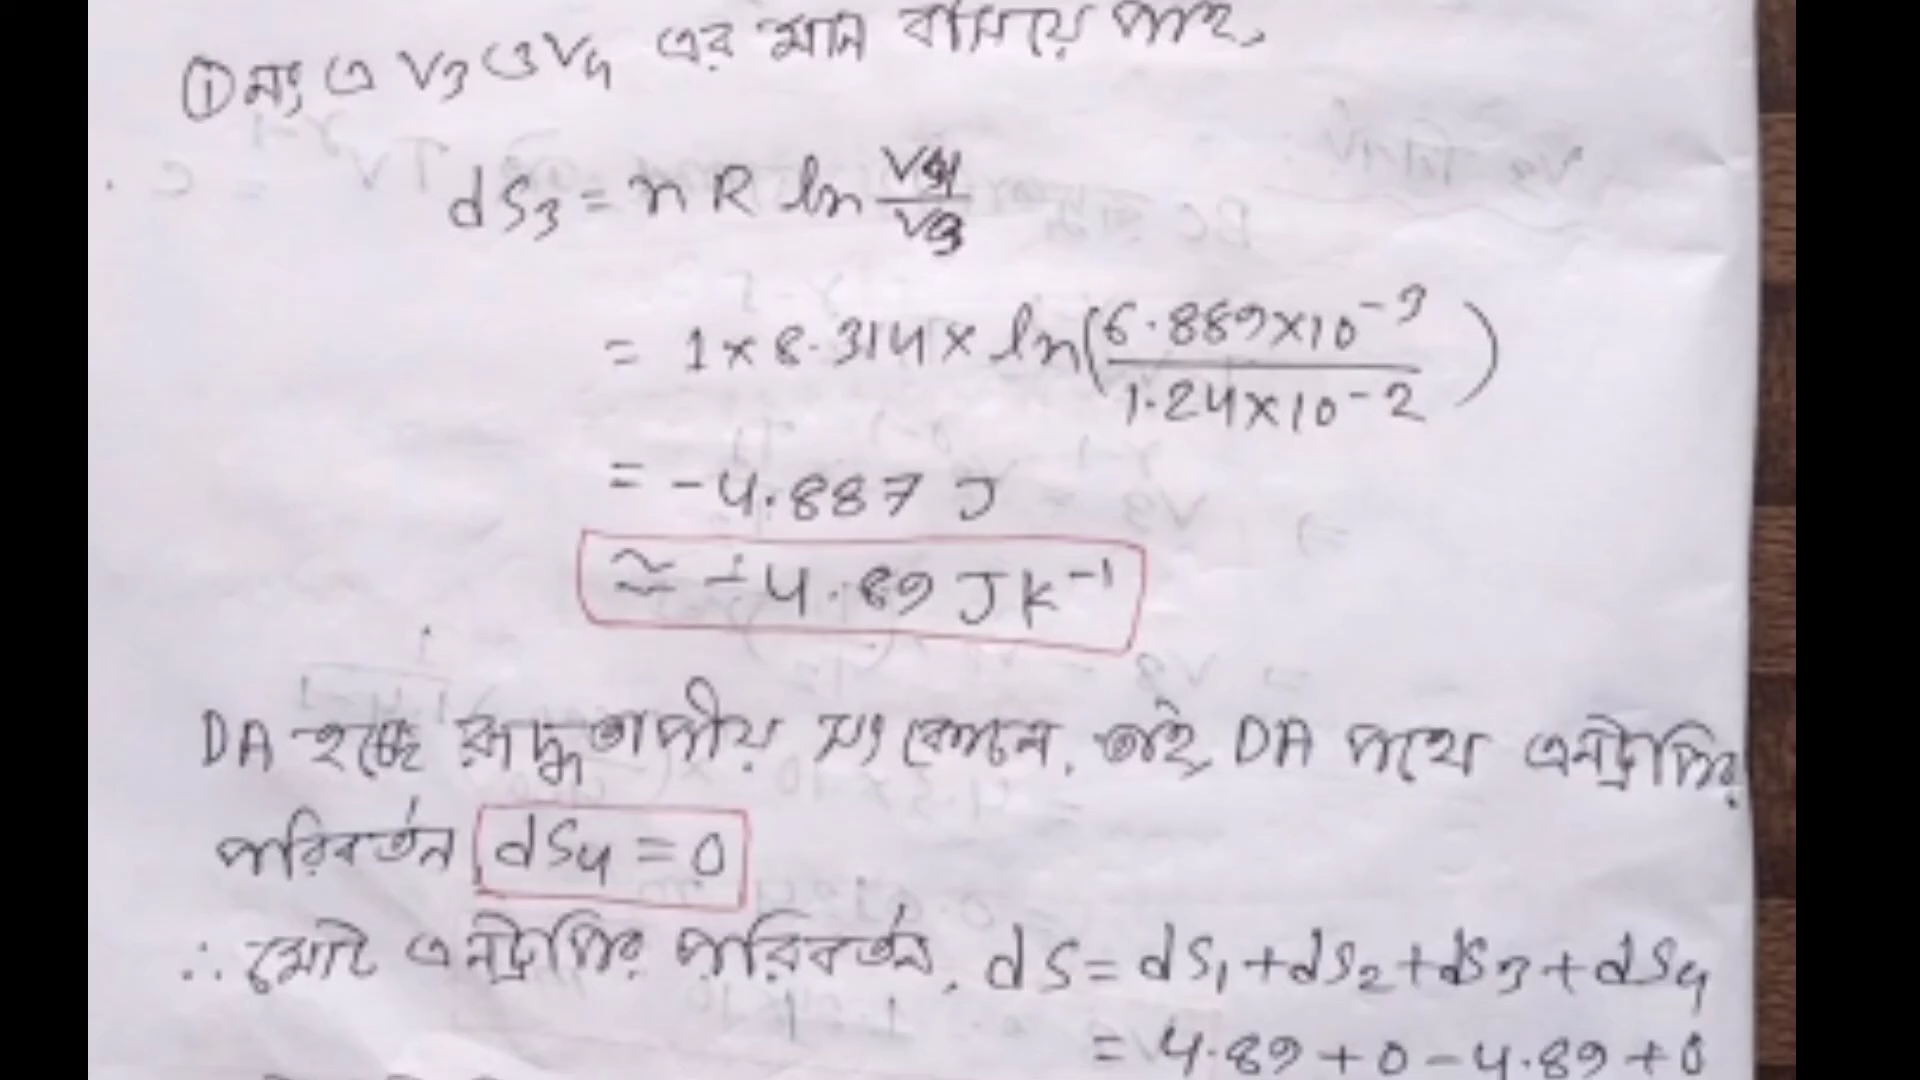 ① নং এ V3 ও V4 এর মান বসিয়ে পাই,
dS₃ = nR ln V4/V3
= 1×8.314× ln(6.889×10⁻³/1.24×10⁻²)
= -4.887 J
≃ -4.89 JK⁻¹
DA হচ্ছে রুদ্ধতাপীয় সংকোচন, তাই DA পথে এনট্রপির
পরিবর্তন dS₄ = 0
∴ মোট এনট্রপির পরিবর্তন, dS = dS₁+dS₂+dS₃+dS₄
= 4.89+0-4.89+0